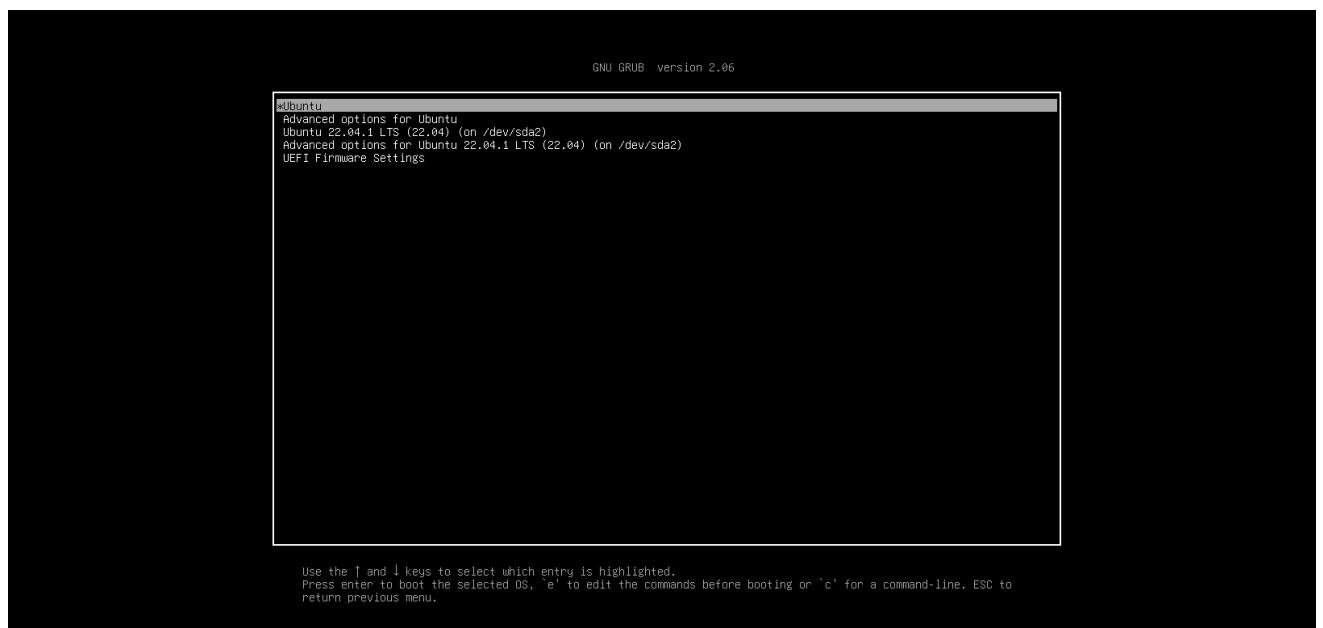 GNU GRUB  version 2.06
*Ubuntu
Advanced options for Ubuntu
Ubuntu 22.04.1 LTS (22.04) (on /dev/sda2)
Advanced options for Ubuntu 22.04.1 LTS (22.04) (on /dev/sda2)
UEFI Firmware Settings
Use the ↑ and ↓ keys to select which entry is highlighted.
Press enter to boot the selected OS, `e' to edit the commands before booting or `c' for a command-line. ESC to
return previous menu.